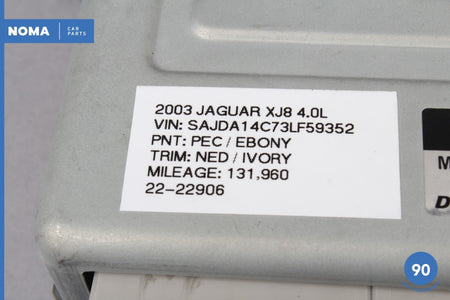 NOMA CAR PARTS
2003 JAGUAR XJ8 4.0L
VIN: SAJDA14C73LF59352
PNT: PEC / EBONY
TRIM: NED / IVORY
MILEAGE: 131,960
22-22906
M
D
90